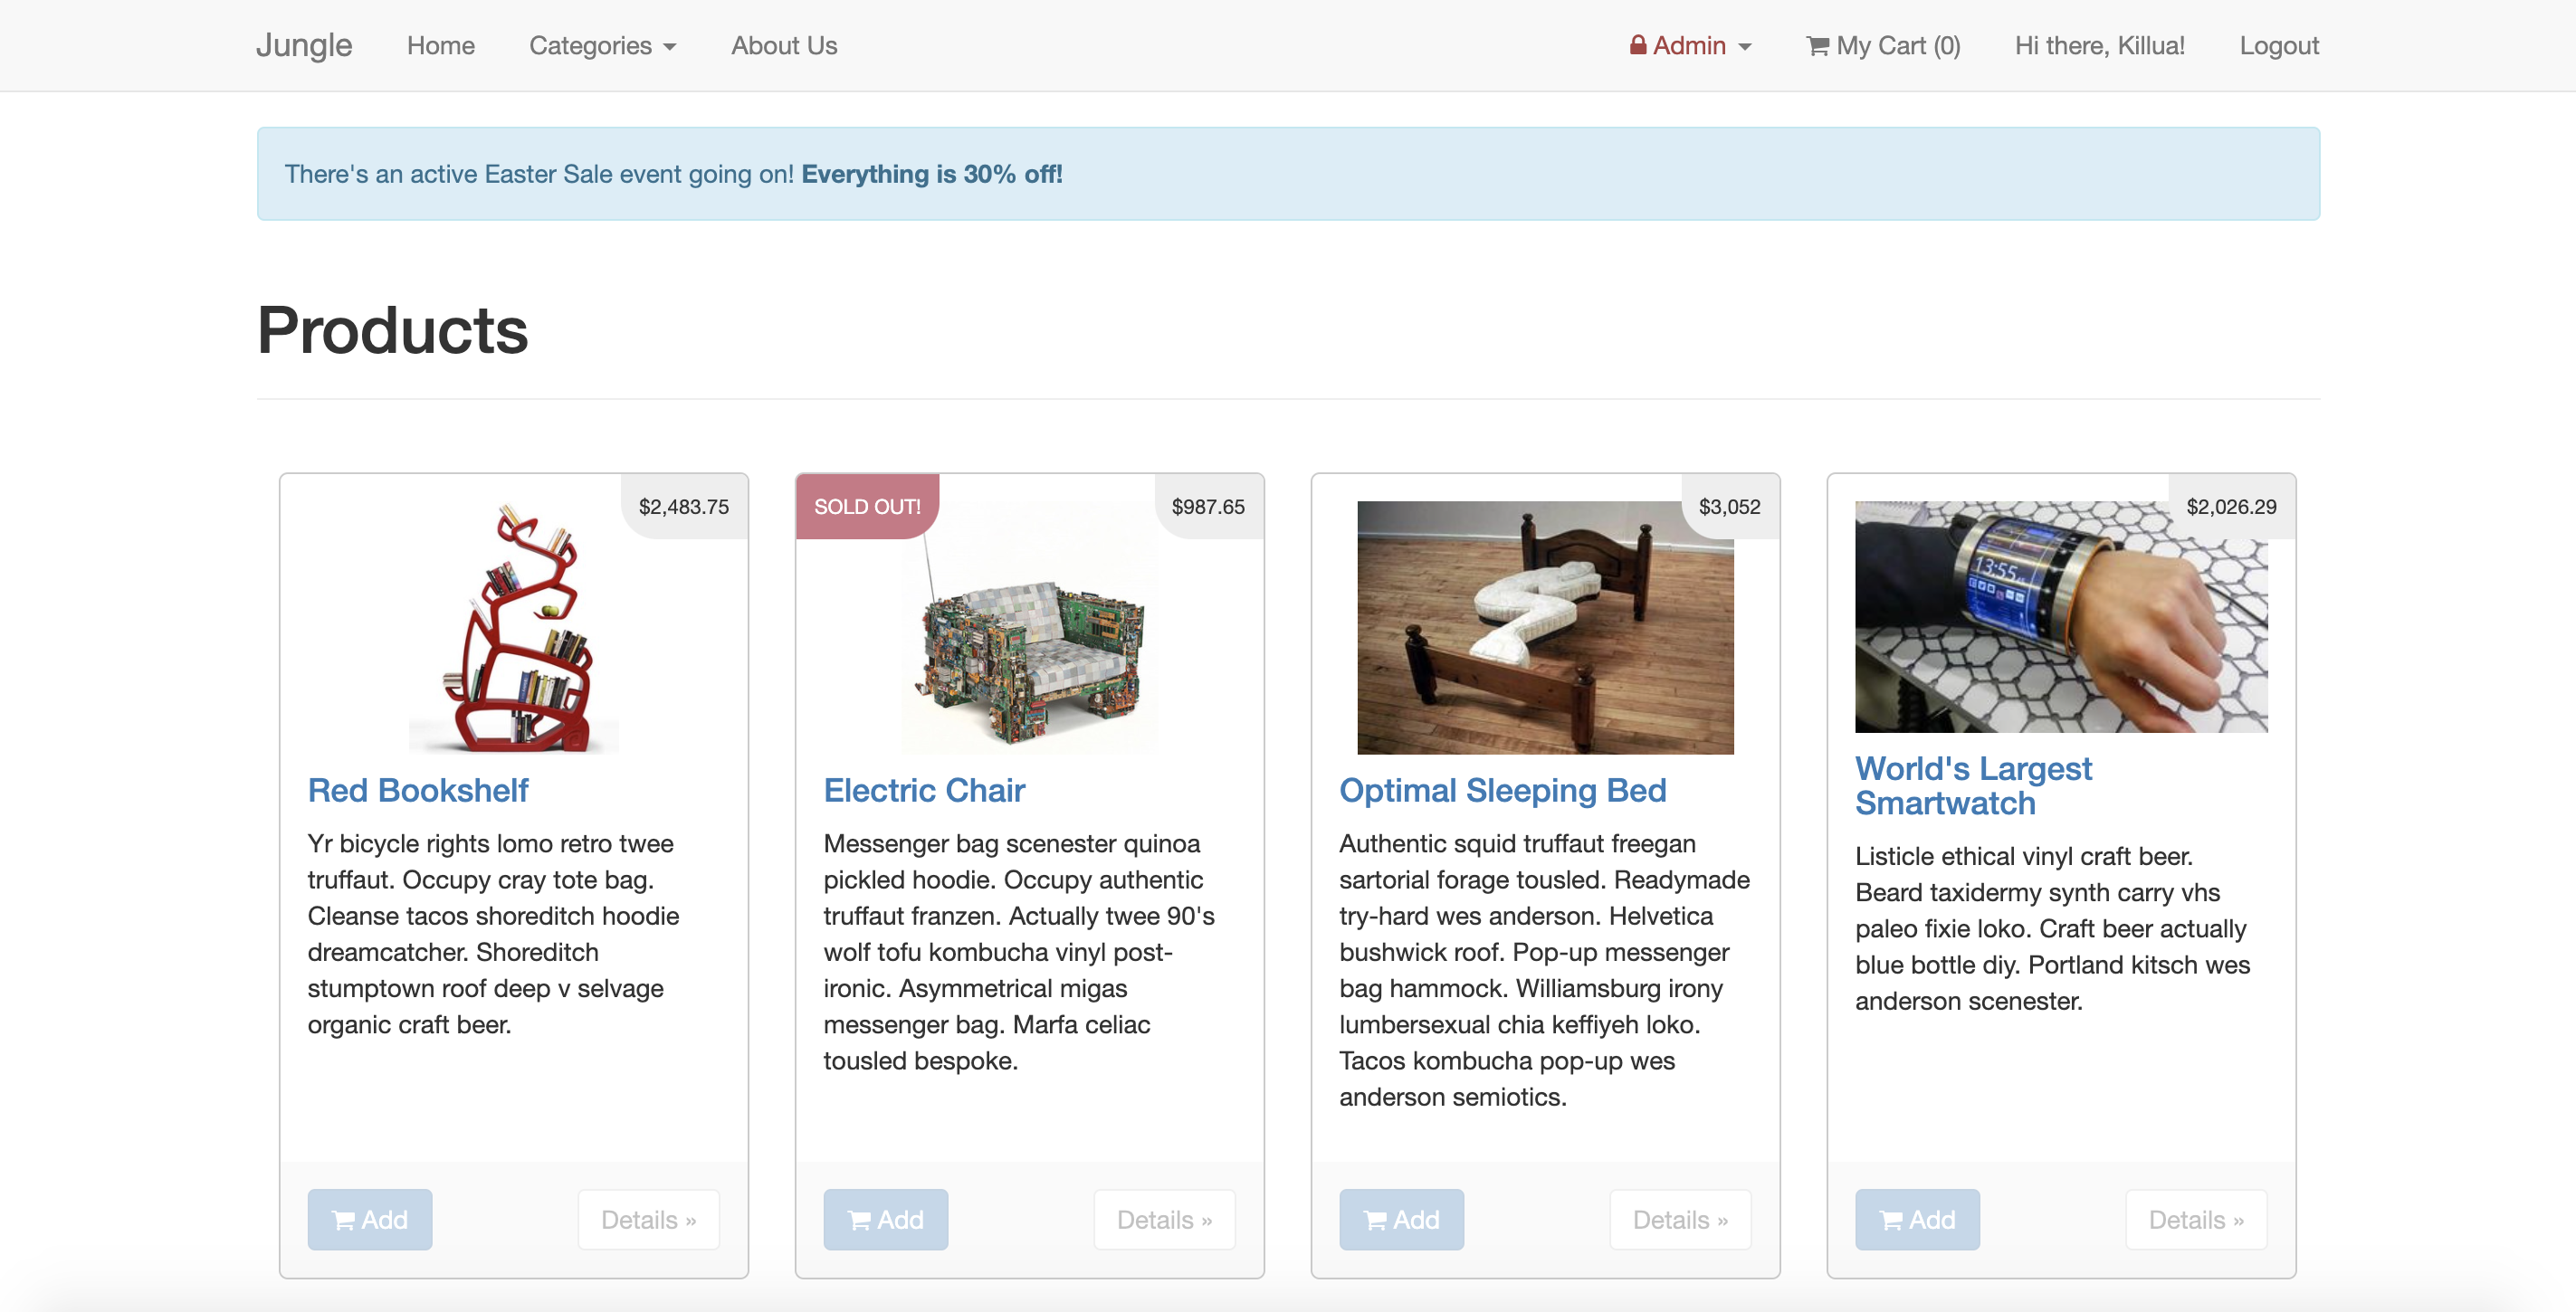 Jungle Home Categories About Us Admin My Cart (0) Hi there, Killua! Logout
There's an active Easter Sale event going on! Everything is 30% off!
Products
$2,483.75
Red Bookshelf
Yr bicycle rights lomo retro twee
truffaut. Occupy cray tote bag.
Cleanse tacos shoreditch hoodie
dreamcatcher. Shoreditch
stumptown roof deep v selvage
organic craft beer.
Add Details »
SOLD OUT! $987.65
Electric Chair
Messenger bag scenester quinoa
pickled hoodie. Occupy authentic
truffaut franzen. Actually twee 90's
wolf tofu kombucha vinyl post-
ironic. Asymmetrical migas
messenger bag. Marfa celiac
tousled bespoke.
Add Details »
$3,052
Optimal Sleeping Bed
Authentic squid truffaut freegan
sartorial forage tousled. Readymade
try-hard wes anderson. Helvetica
bushwick roof. Pop-up messenger
bag hammock. Williamsburg irony
lumbersexual chia keffiyeh loko.
Tacos kombucha pop-up wes
anderson semiotics.
Add Details »
$2,026.29
13:55
World's Largest
Smartwatch
Listicle ethical vinyl craft beer.
Beard taxidermy synth carry vhs
paleo fixie loko. Craft beer actually
blue bottle diy. Portland kitsch wes
anderson scenester.
Add Details »